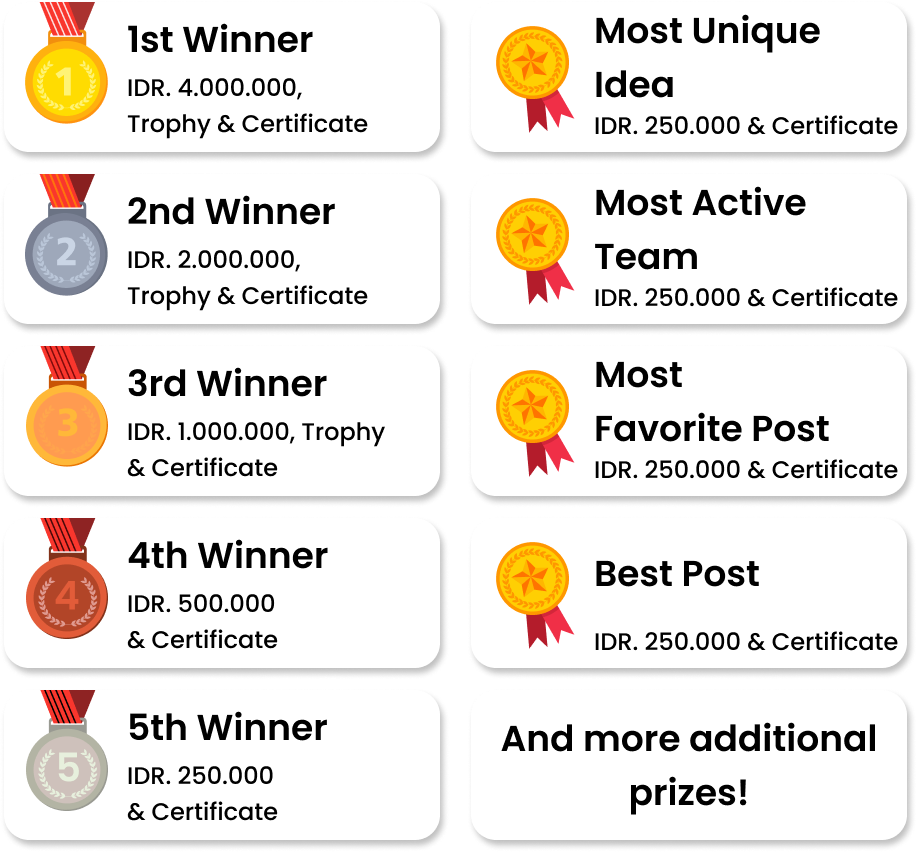 1
1st Winner
IDR. 4.000.000,
Trophy & Certificate
2
2nd Winner
IDR. 2.000.000,
Trophy & Certificate
3
3rd Winner
IDR. 1.000.000, Trophy
& Certificate
4
4th Winner
IDR. 500.000
& Certificate
5
5th Winner
IDR. 250.000
& Certificate
Most Unique
Idea
IDR. 250.000 & Certificate
Most Active
Team
IDR. 250.000 & Certificate
Most
Favorite Post
IDR. 250.000 & Certificate
Best Post
IDR. 250.000 & Certificate
And more additional
prizes!